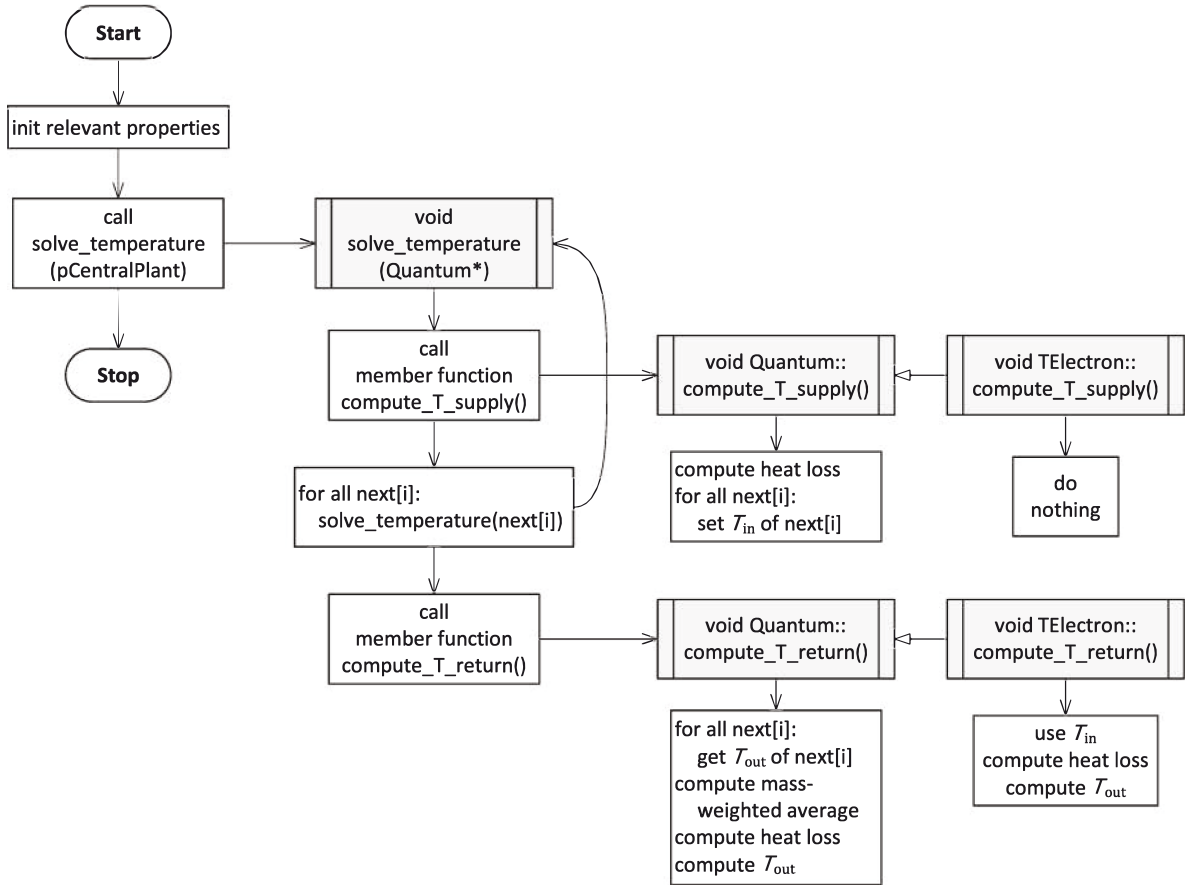 Start
init relevant properties
call
solve_temperature
(pCentralPlant)
Stop
void
solve_temperature
(Quantum*)
call
member function
compute_T_supply()
for all next[i]:
solve_temperature(next[i])
call
member function
compute_T_return()
void Quantum::
compute_T_supply()
compute heat loss
for all next[i]:
set Tin of next[i]
void TElectron::
compute_T_supply()
do
nothing
void Quantum::
compute_T_return()
for all next[i]:
get Tout of next[i]
compute mass-
weighted average
compute heat loss
compute Tout
void TElectron::
compute_T_return()
use Tin
compute heat loss
compute Tout